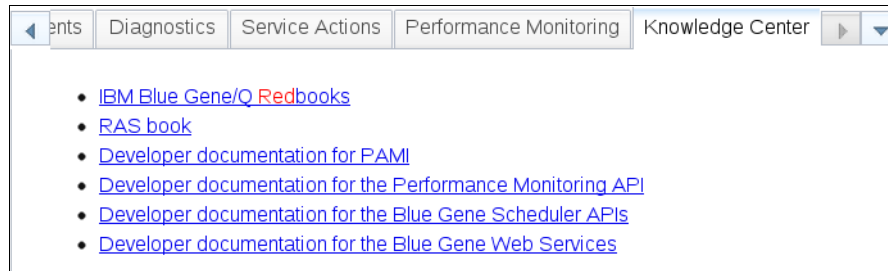 ents Diagnostics Service Actions Performance Monitoring Knowledge Center
IBM Blue Gene/Q Redbooks
RAS book
Developer documentation for PAMI
Developer documentation for the Performance Monitoring API
Developer documentation for the Blue Gene Scheduler APIs
Developer documentation for the Blue Gene Web Services